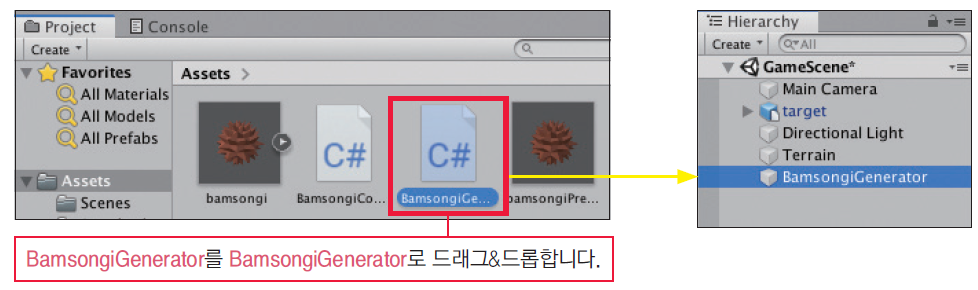 Project
Console
Create
Favorites
All Materials
All Models
All Prefabs
Assets
Scenes
Assets >
C#
C#
bamsongi
BamsongiCo...
BamsongiGe...
bamsongiPre...
Hierarchy
Create
All
GameScene*
Main Camera
target
Directional Light
Terrain
BamsongiGenerator
BamsongiGenerator를 BamsongiGenerator로 드래그&드롭합니다.